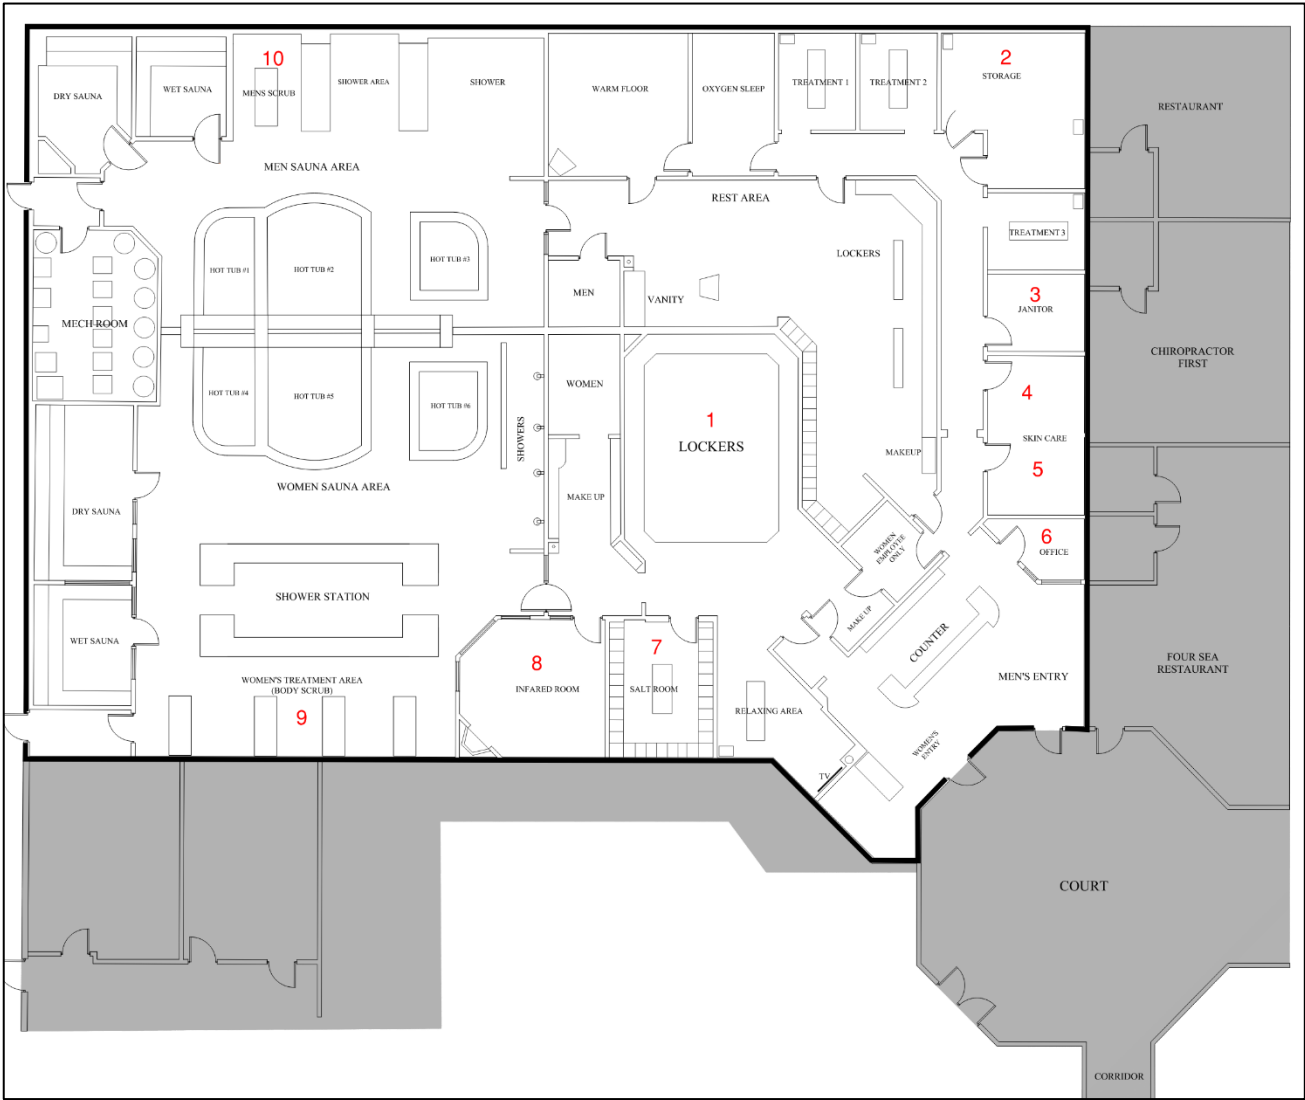 10
2
DRY SAUNA
WET SAUNA
MENS SCRUB
SHOWER AREA
SHOWER
WARM FLOOR
OXYGEN SLEEP
TREATMENT 1
TREATMENT 2
STORAGE
RESTAURANT
MEN SAUNA AREA
REST AREA
HOT TUB #1
HOT TUB #2
HOT TUB #3
MEN
VANITY
LOCKERS
TREATMENT 3
3
JANITOR
MECH ROOM
CHIROPRACTOR
FIRST
HOT TUB #4
HOT TUB #5
HOT TUB #6
WOMEN
SHOWERS
1
LOCKERS
4
SKIN CARE
5
MAKEUP
WOMEN SAUNA AREA
MAKE UP
DRY SAUNA
WOMEN
EMPLOYEE
ONLY
6
OFFICE
SHOWER STATION
MAKE UP
COUNTER
WET SAUNA
8
INFARED ROOM
7
SALT ROOM
FOUR SEA
RESTAURANT
MEN'S ENTRY
WOMEN'S TREATMENT AREA
(BODY SCRUB)
9
RELAXING AREA
WOMEN'S
ENTRY
TV
COURT
CORRIDOR